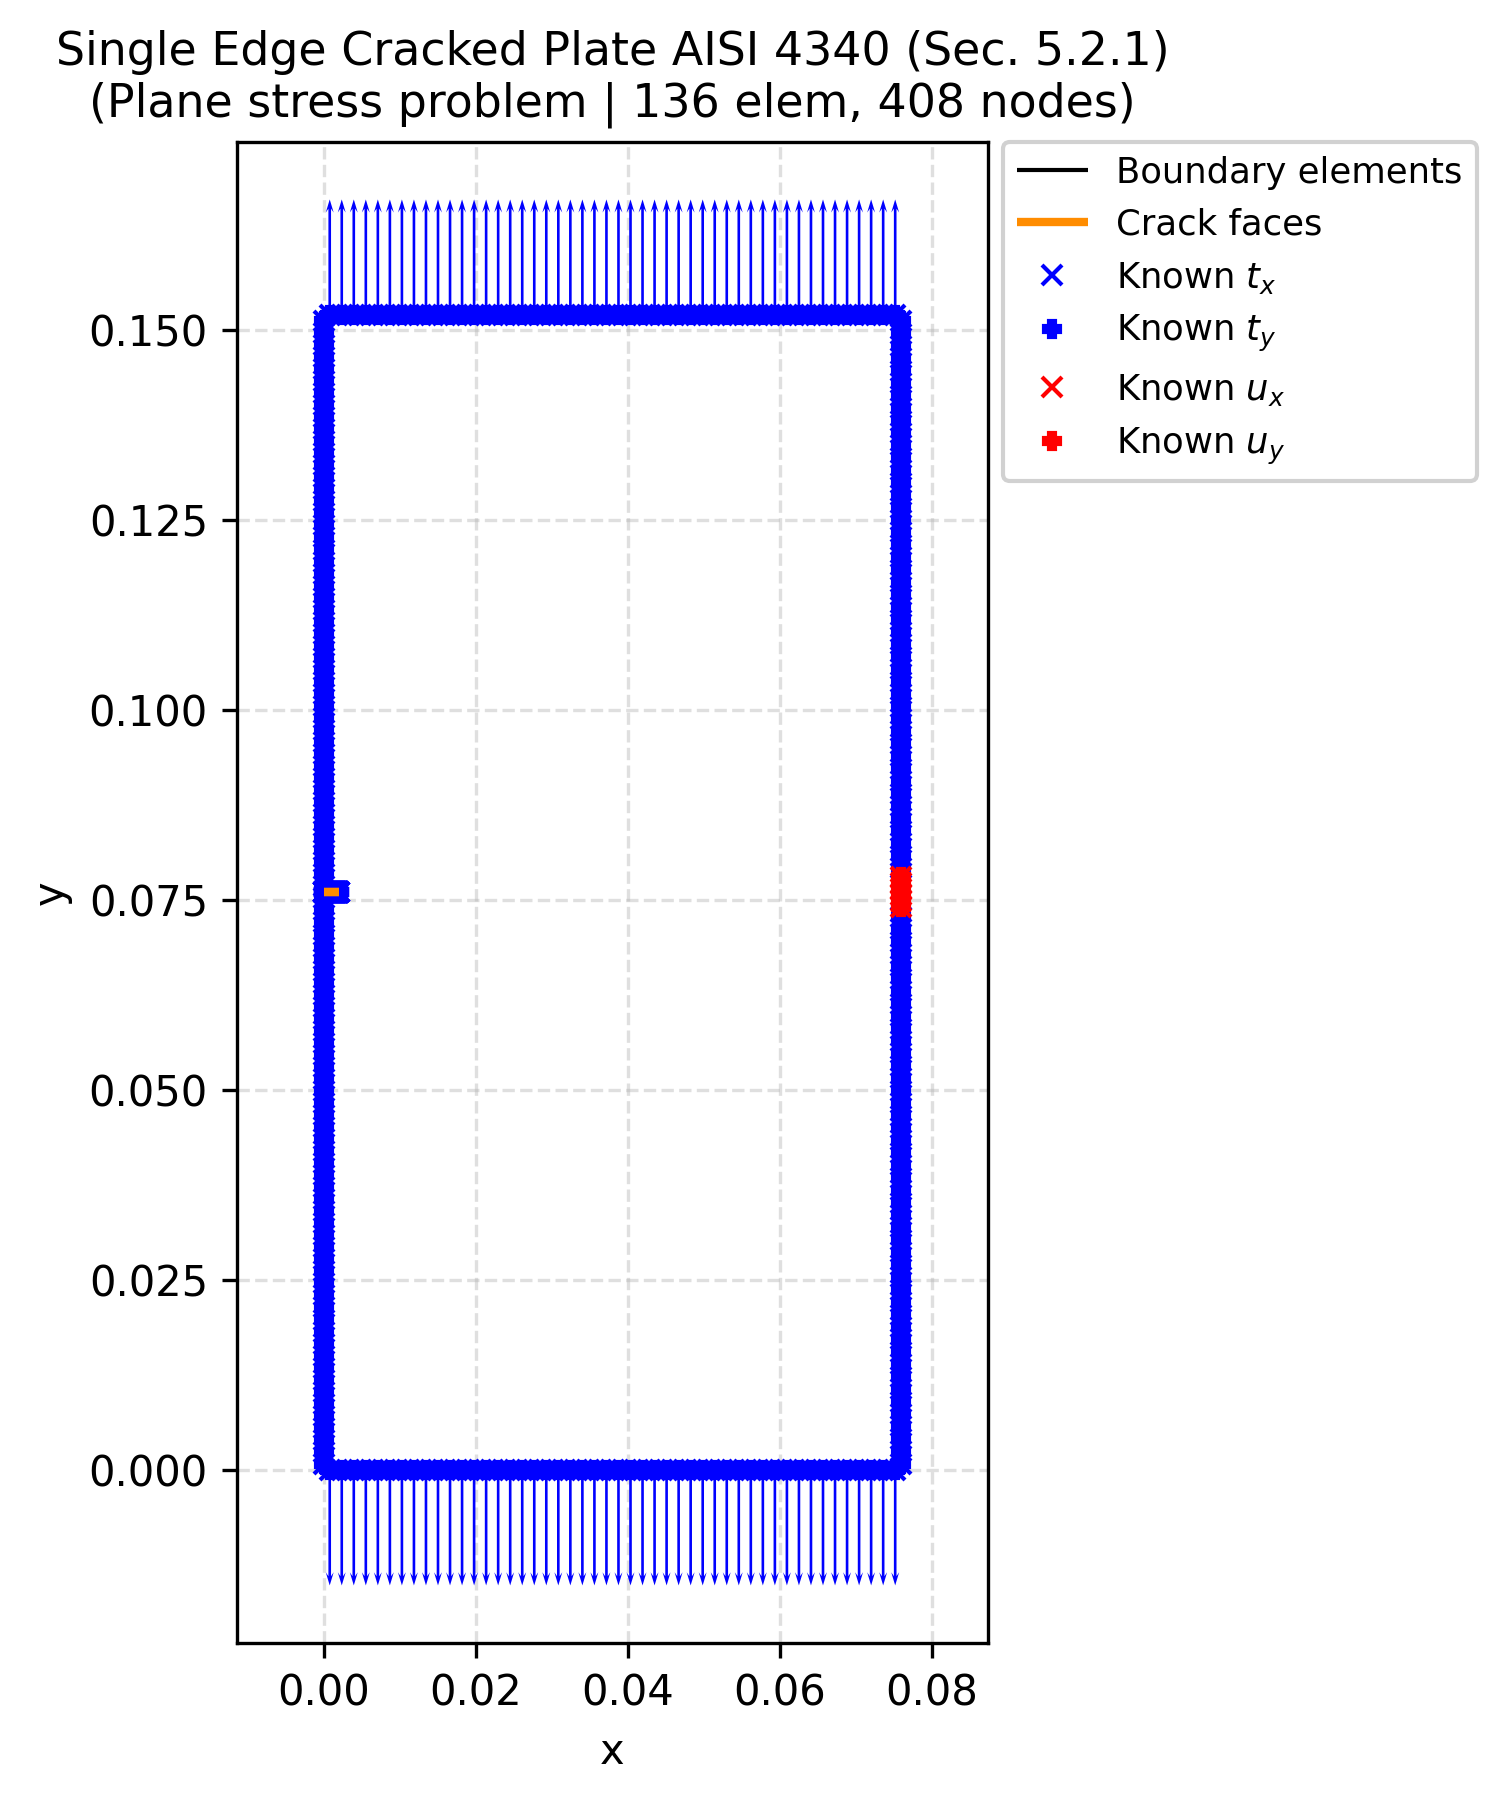 Single Edge Cracked Plate AISI 4340 (Sec. 5.2.1)
(Plane stress problem | 136 elem, 408 nodes)
Boundary elements
Crack faces
Known t_x
Known t_y
Known u_x
Known u_y
0.150
0.125
0.100
0.075
0.050
0.025
0.000
y
0.00 0.02 0.04 0.06 0.08
x